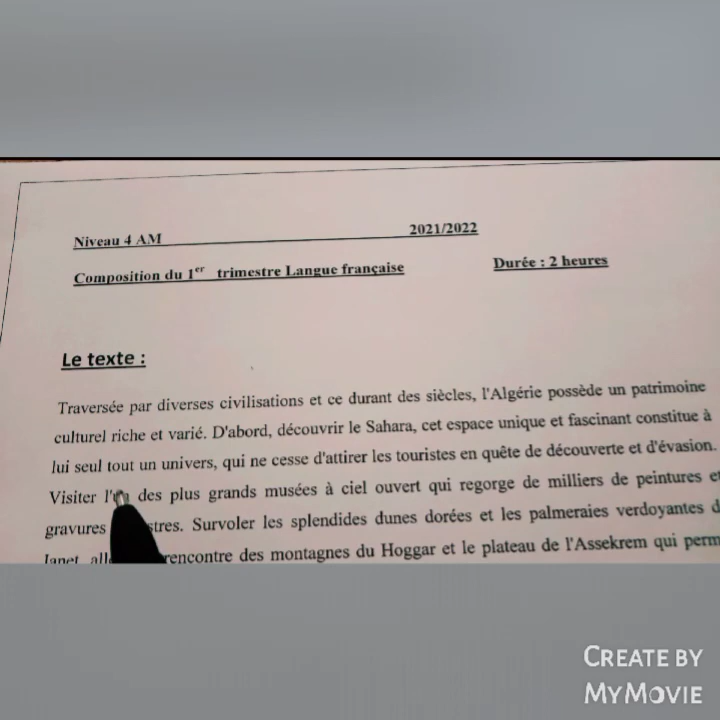 Niveau 4 AM 2021/2022
Composition du 1er trimestre Langue française Durée : 2 heures
Le texte :
Traversée par diverses civilisations et ce durant des siècles, l'Algérie possède un patrimoine
culturel riche et varié. D'abord, découvrir le Sahara, cet espace unique et fascinant constitue à
lui seul tout un univers, qui ne cesse d'attirer les touristes en quête de découverte et d'évasion.
Visiter des plus grands musées à ciel ouvert qui regorge de milliers de peintures
gravures Survoler les splendides dunes dorées et les palmeraies verdoyantes
Janet rencontre des montagnes du Hoggar et le plateau de l'Assekrem qui
CREATE BY
MYMOVIE